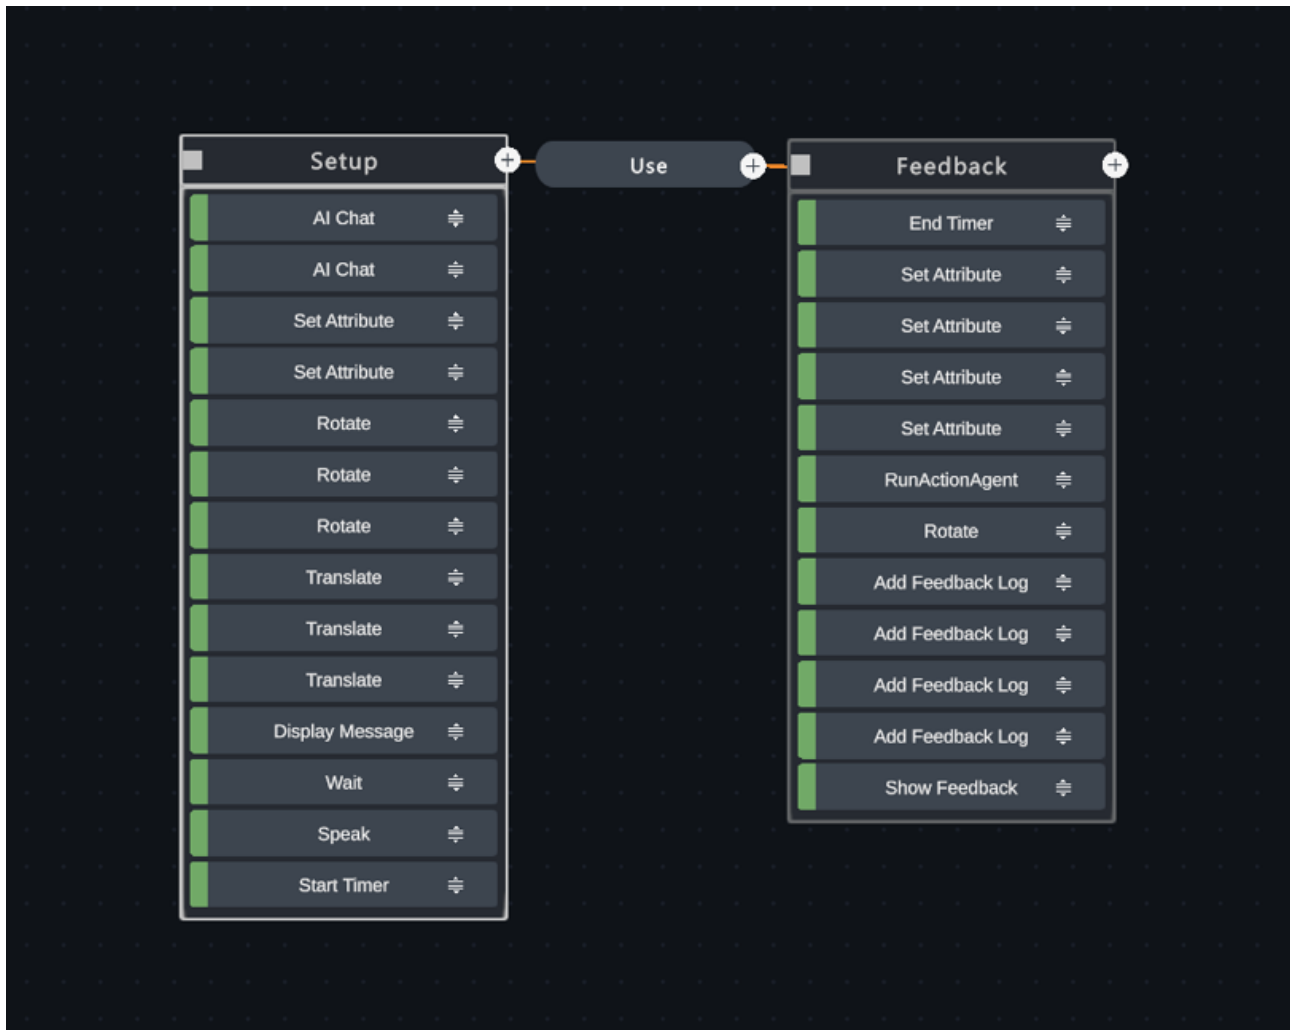 Setup
AI Chat
AI Chat
Set Attribute
Set Attribute
Rotate
Rotate
Rotate
Translate
Translate
Translate
Display Message
Wait
Speak
Start Timer
Use
Feedback
End Timer
Set Attribute
Set Attribute
Set Attribute
Set Attribute
RunActionAgent
Rotate
Add Feedback Log
Add Feedback Log
Add Feedback Log
Add Feedback Log
Show Feedback